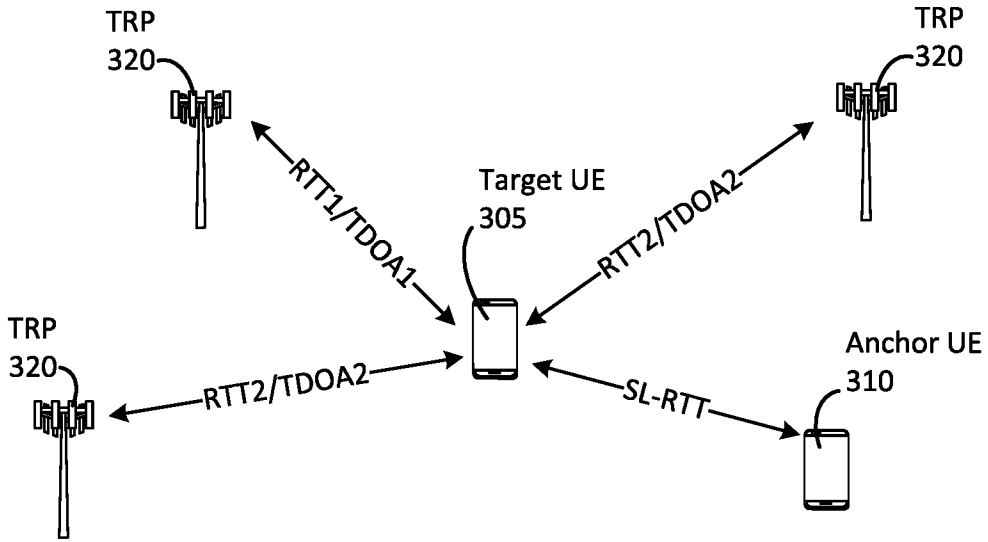 TRP
320
TRP
320
RTT1/TDOA1
Target UE
305
RTT2/TDOA2
TRP
320
RTT2/TDOA2
Anchor UE
310
SL-RTT